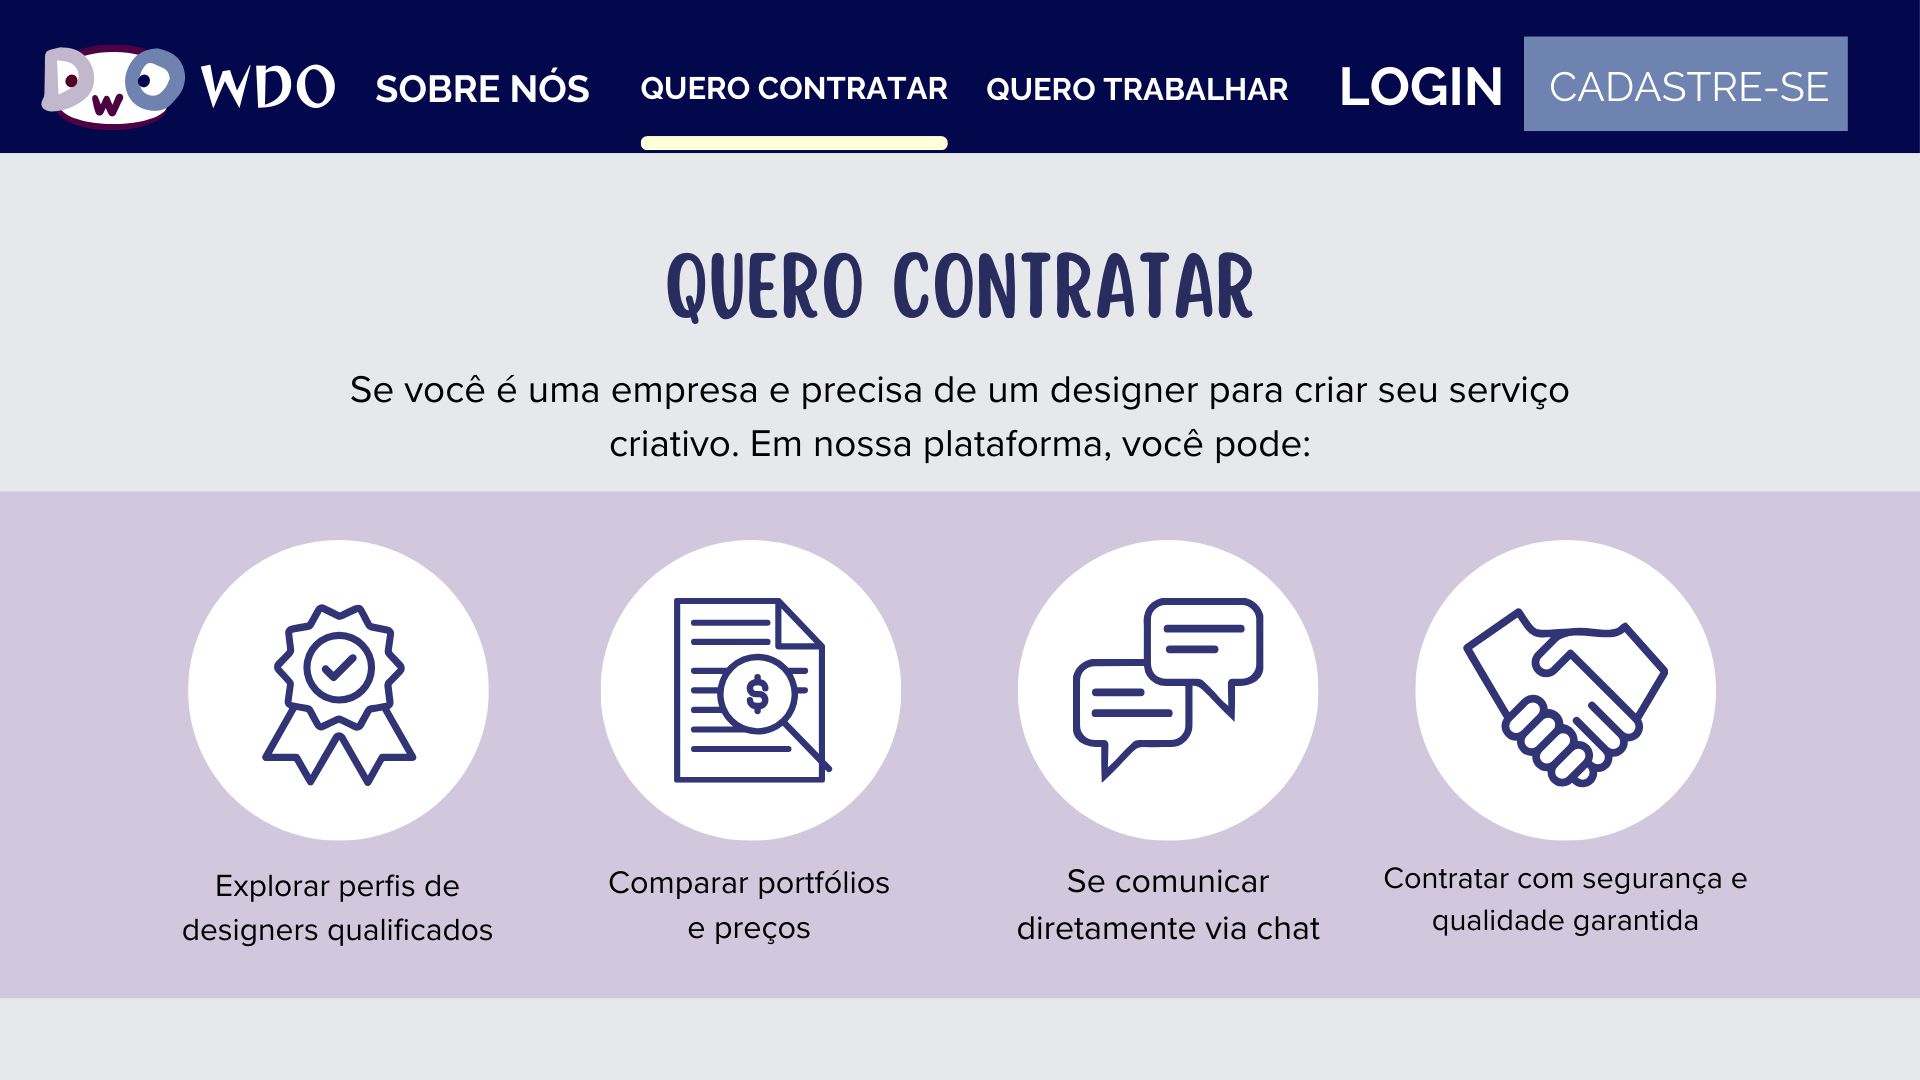 DWO WDO SOBRE NÓS QUERO CONTRATAR QUERO TRABALHAR LOGIN CADASTRE-SE
QUERO CONTRATAR
Se você é uma empresa e precisa de um designer para criar seu serviço
criativo. Em nossa plataforma, você pode:
$
Explorar perfis de
designers qualificados
Comparar portfólios
e preços
Se comunicar
diretamente via chat
Contratar com segurança e
qualidade garantida